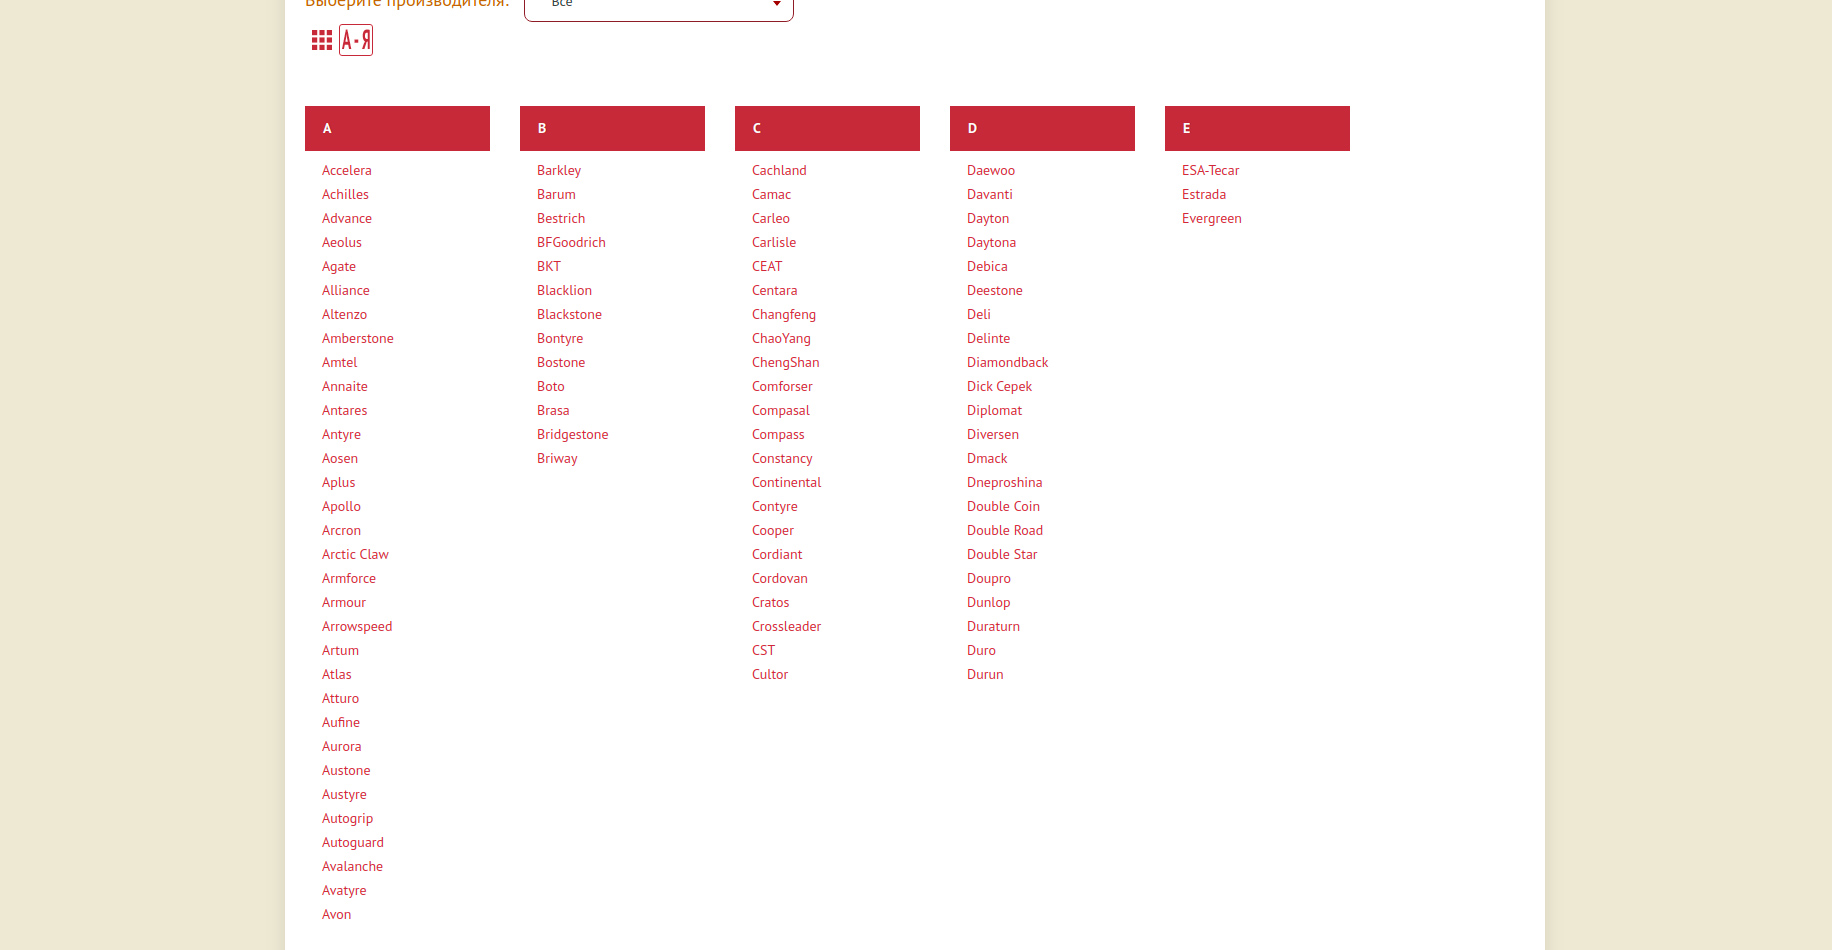 Выберите производителя:
Все
А - Я
A
Accelera
Achilles
Advance
Aeolus
Agate
Alliance
Altenzo
Amberstone
Amtel
Annaite
Antares
Antyre
Aosen
Aplus
Apollo
Arcron
Arctic Claw
Armforce
Armour
Arrowspeed
Artum
Atlas
Atturo
Aufine
Aurora
Austone
Austyre
Autogrip
Autoguard
Avalanche
Avatyre
Avon
B
Barkley
Barum
Bestrich
BFGoodrich
BKT
Blacklion
Blackstone
Bontyre
Bostone
Boto
Brasa
Bridgestone
Briway
C
Cachland
Camac
Carleo
Carlisle
CEAT
Centara
Changfeng
ChaoYang
ChengShan
Comforser
Compasal
Compass
Constancy
Continental
Contyre
Cooper
Cordiant
Cordovan
Cratos
Crossleader
CST
Cultor
D
Daewoo
Davanti
Dayton
Daytona
Debica
Deestone
Deli
Delinte
Diamondback
Dick Cepek
Diplomat
Diversen
Dmack
Dneproshina
Double Coin
Double Road
Double Star
Doupro
Dunlop
Duraturn
Duro
Durun
E
ESA-Tecar
Estrada
Evergreen